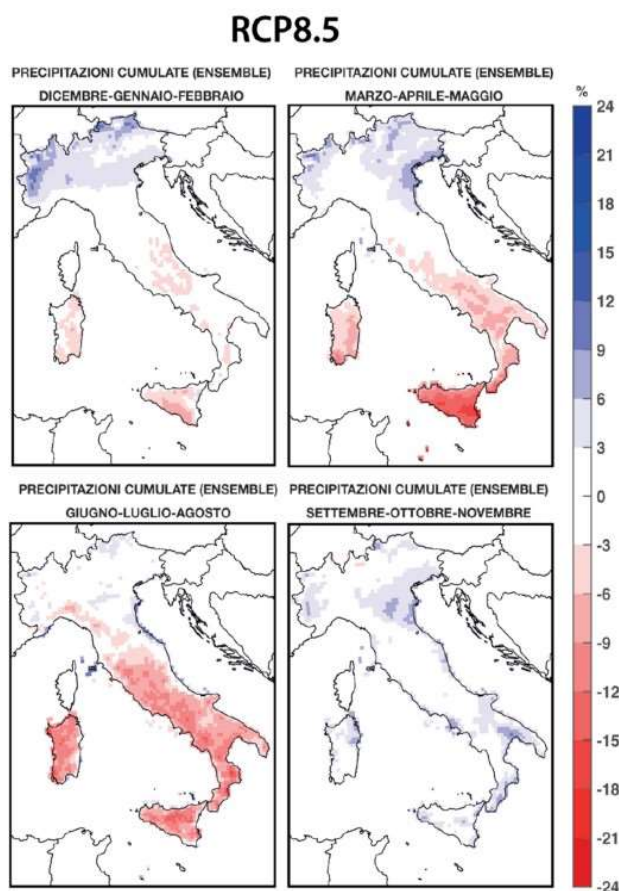 RCP8.5
PRECIPITAZIONI CUMULATE (ENSEMBLE)
DICEMBRE-GENNAIO-FEBBRAIO
PRECIPITAZIONI CUMULATE (ENSEMBLE)
MARZO-APRILE-MAGGIO
%
24
21
18
15
12
9
6
3
0
-3
-6
-9
-12
-15
-18
-21
-24
PRECIPITAZIONI CUMULATE (ENSEMBLE)
GIUGNO-LUGLIO-AGOSTO
PRECIPITAZIONI CUMULATE (ENSEMBLE)
SETTEMBRE-OTTOBRE-NOVEMBRE